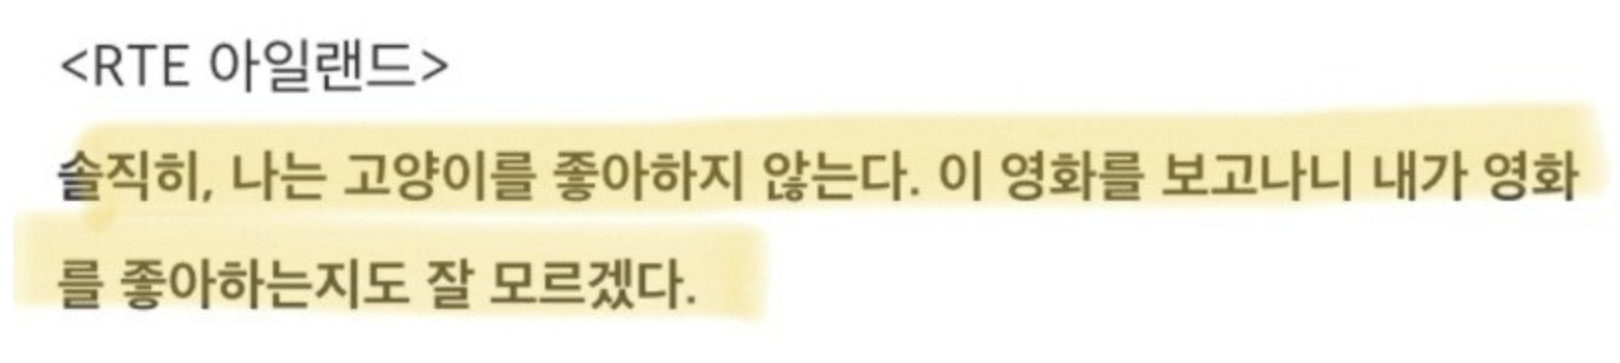 <RTE 아일랜드>
솔직히, 나는 고양이를 좋아하지 않는다. 이 영화를 보고나니 내가 영화
를 좋아하는지도 잘 모르겠다.